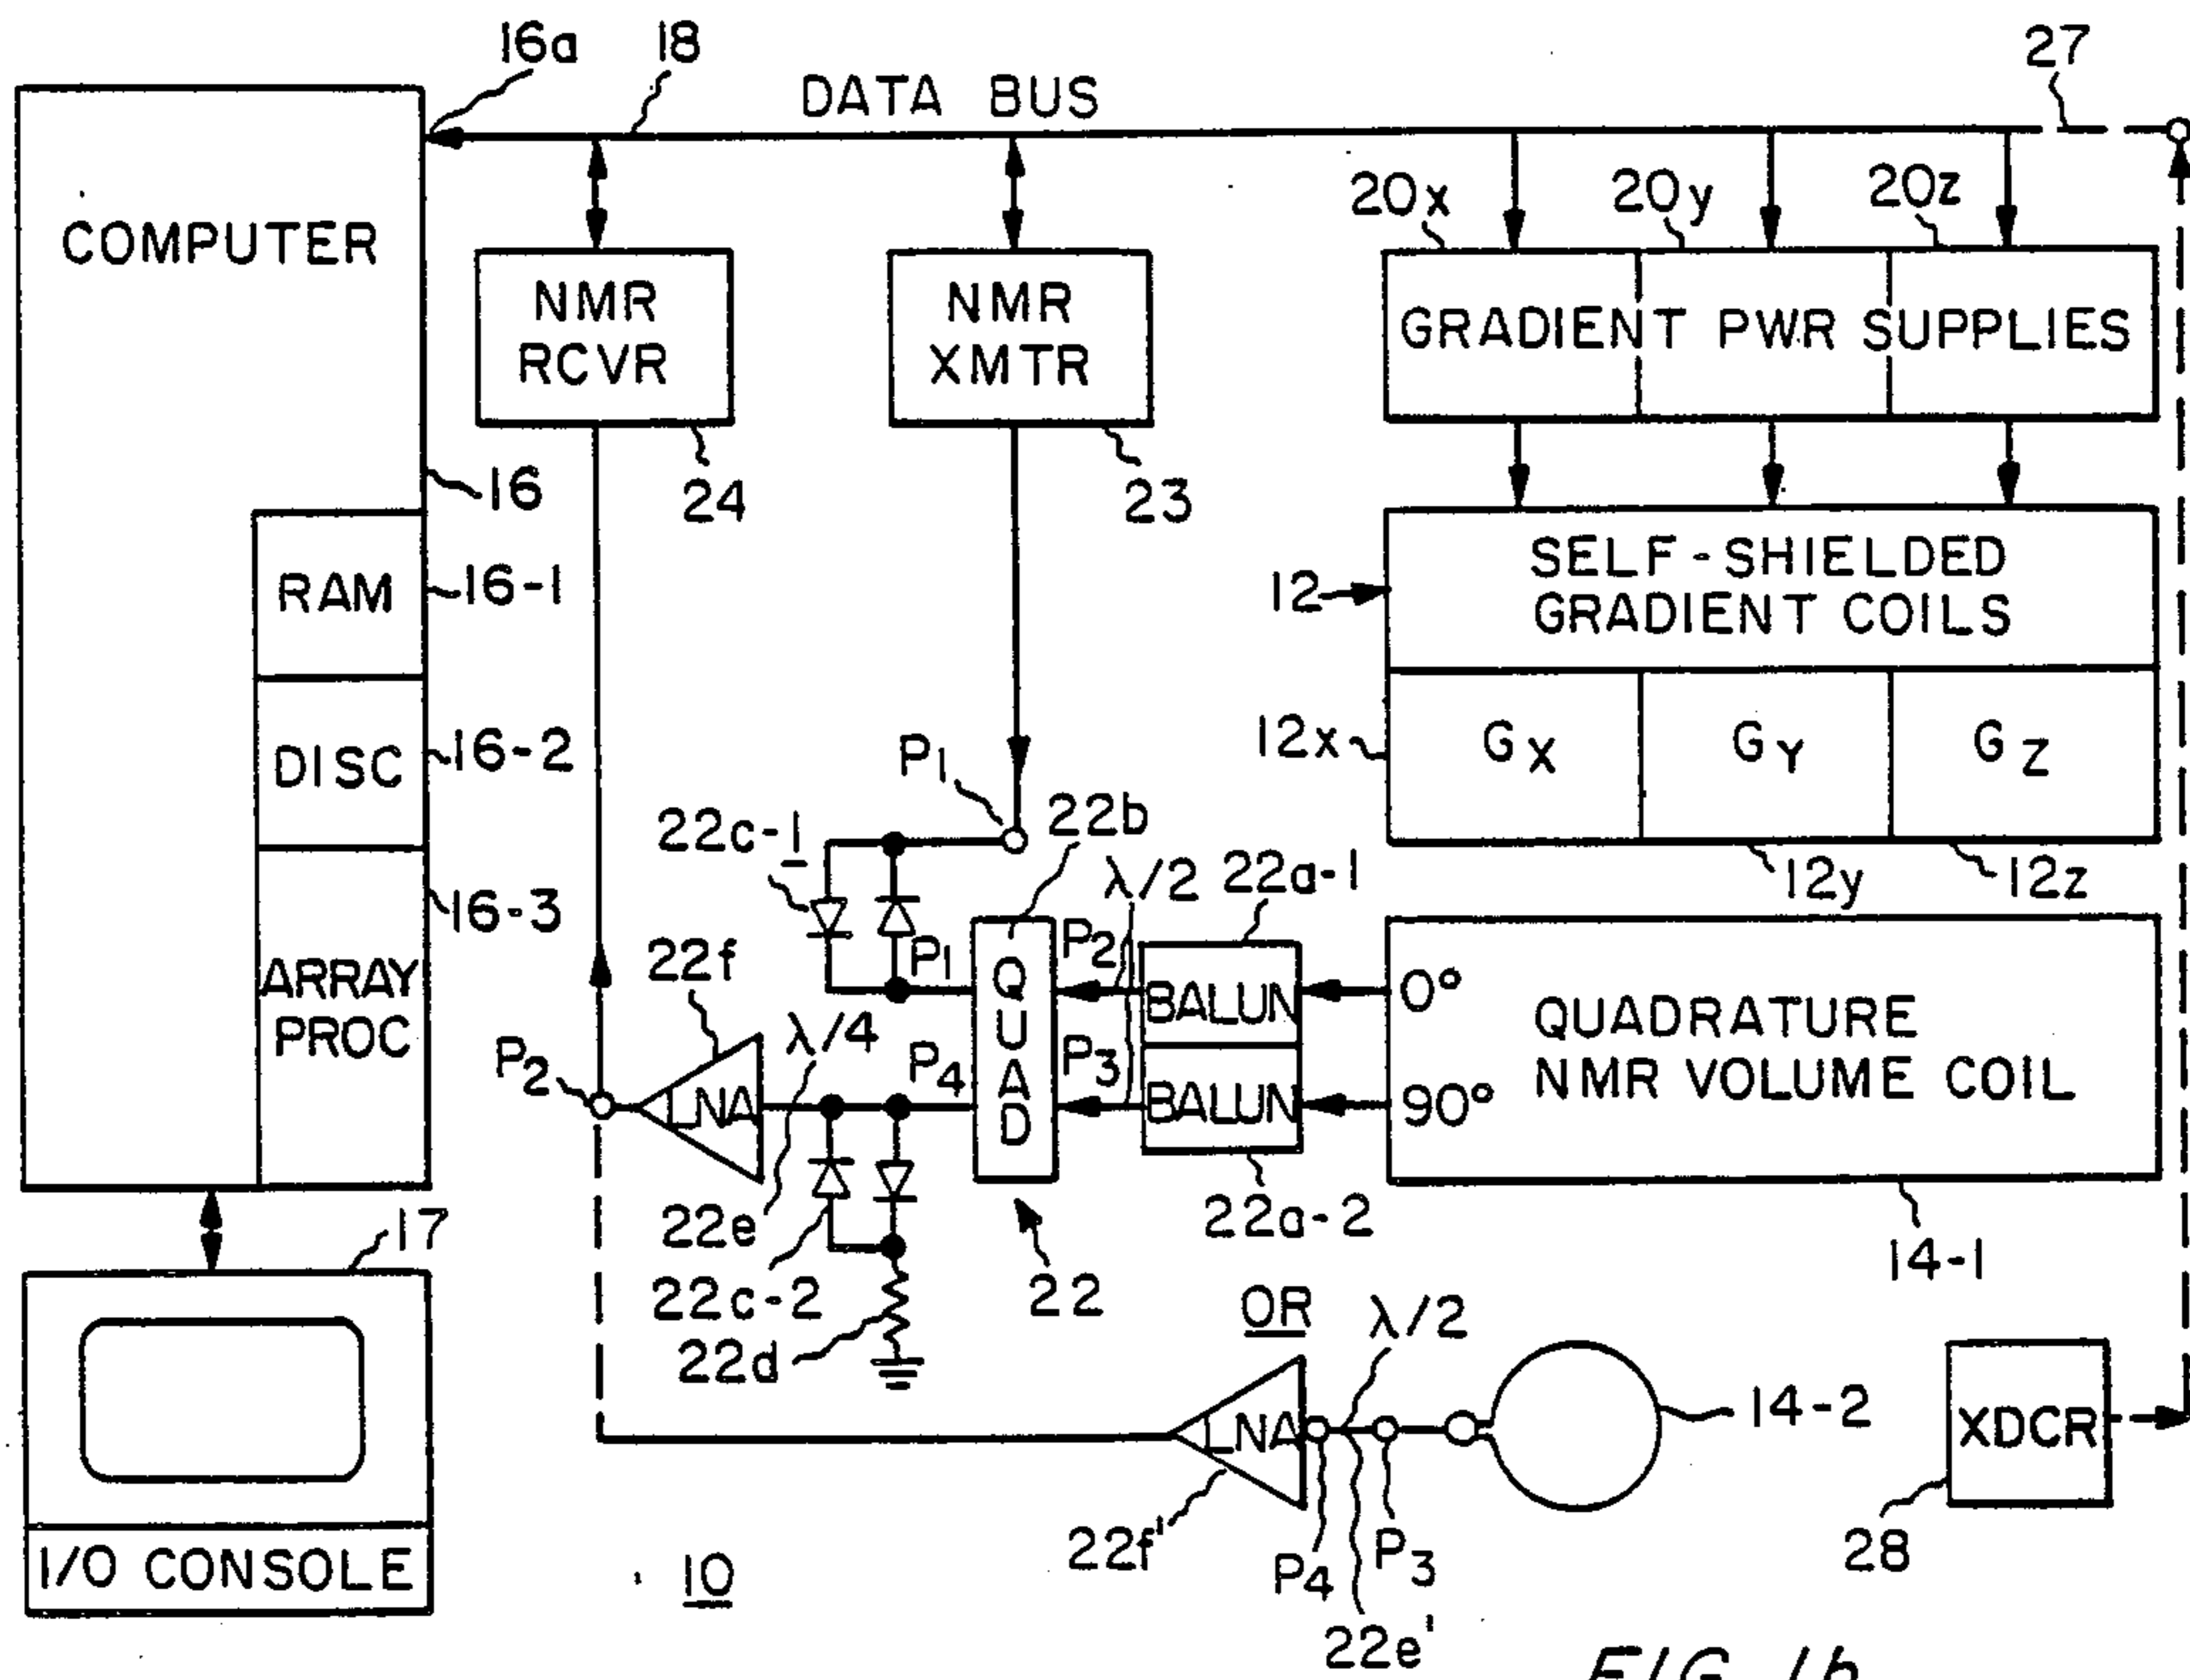 16a
18
DATA BUS
27
COMPUTER
NMR
RCVR
NMR
XMTR
20x
20y
20z
GRADIENT PWR SUPPLIES
16
24
23
RAM
16-1
12
SELF-SHIELDED
GRADIENT COILS
DISC
16-2
12x
GX
GY
GZ
P1
22c-1
22b
λ/2
22a-1
12y
12z
16-3
ARRAY
PROC
22f
P1
QUAD
P2
BALUN
0°
QUADRATURE
NMR VOLUME COIL
P2
LNA
λ/4
P4
P3
BALUN
90°
22e
22a-2
14-1
17
22c-2
22
22d
OR
λ/2
LNA
14-2
XDCR
22f'
P4
P3
28
I/O CONSOLE
10
22e'
FIG. 1b